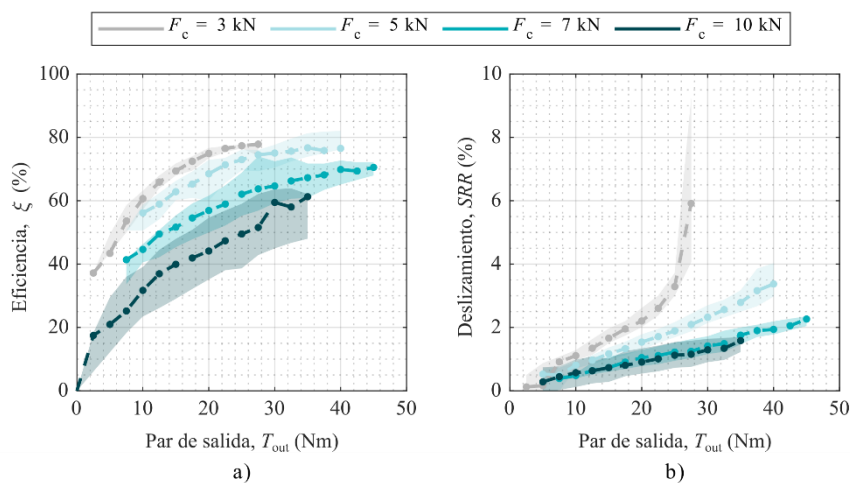 F_c = 3 kN F_c = 5 kN F_c = 7 kN F_c = 10 kN
100
80
60
40
20
0
Eficiencia, ξ (%)
0 10 20 30 40 50
Par de salida, T_out (Nm)
a)
10
8
6
4
2
0
Deslizamiento, SRR (%)
0 10 20 30 40 50
Par de salida, T_out (Nm)
b)